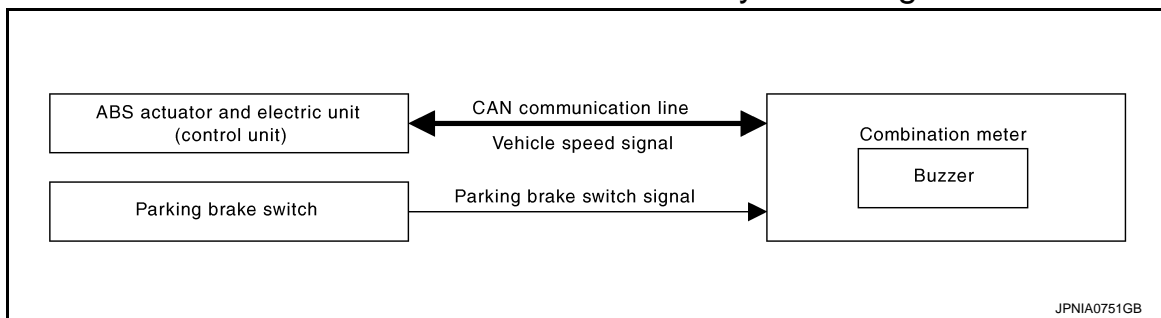 ABS actuator and electric unit
(control unit)
CAN communication line
Vehicle speed signal
Combination meter
Buzzer
Parking brake switch
Parking brake switch signal
JPNIA0751GB